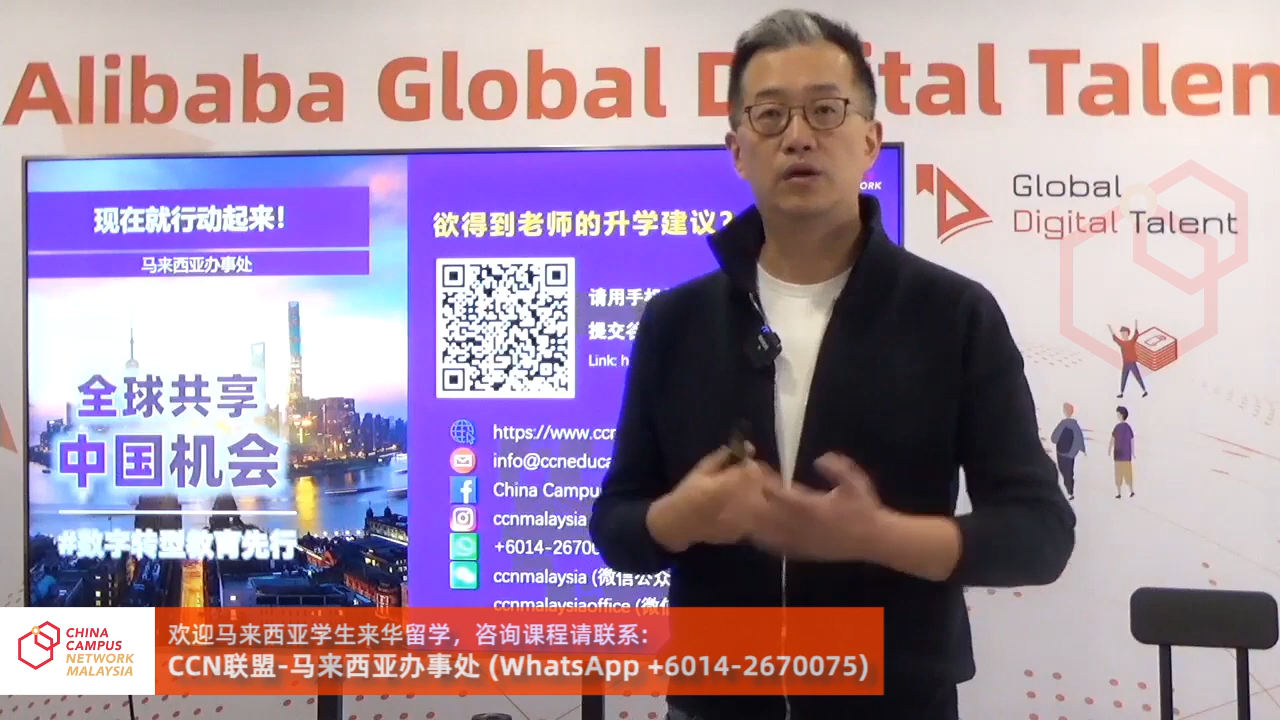 Alibaba Global D ital Talen
Global
Digital Talent
ORK
现在就行动起来!
马来西亚办事处
全球共享
中国机会
#数字转型教育先行
欲得到老师的升学建议?
请用手
提交
Link: h
https://www.ccn
info@ccneduca
China Campu
ccnmalaysia
+6014-2670
ccnmalaysia (微信公众
ccnmalaysiaoffice (微信
CHINA
CAMPUS
NETWORK
MALAYSIA
欢迎马来西亚学生来华留学，咨询课程请联系:
CCN联盟-马来西亚办事处 (WhatsApp +6014-2670075)